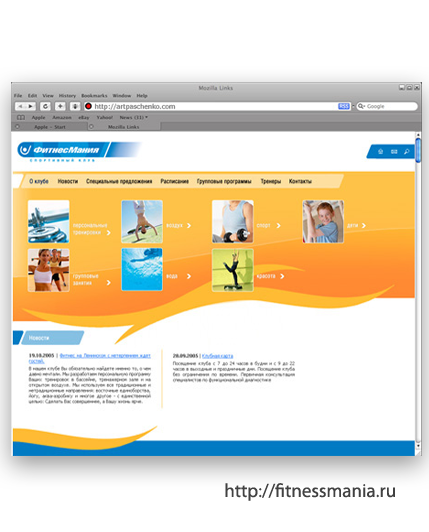 Mozilla Links
File Edit View History Bookmarks Window Help
http://artpaschenko.com
RSS
Google
Apple Amazon eBay Yahoo! News (33)
Apple - Start
Mozilla Links
ФитнесМания
СПОРТИВНЫЙ КЛУБ
О клубе Новости Специальные предложения Расписание Групповые программы Тренеры Контакты
персональные тренировки
воздух
спорт
дети
групповые занятия
вода
красота
Новости
19.10.2005 | Фитнес на Ленинском с нетерпением ждет гостей.
В нашем клубе Вы обязательно найдете именно то, о чем
давно мечтали. Мы разработаем персональную программу
Ваших тренировок в бассейне, тренажерном зале и на
открытом воздухе. Мы используем все традиционные и
нетрадиционные направления: восточные единоборства,
йогу, аква-аэробику и многое другое - с единственной
целью: Сделать Вас совершеннее, а Вашу жизнь ярче.
20.09.2005 | Клубная карта
Посещение клуба с 7 до 24 часов в будни и с 9 до 22
часов в выходные и праздничные дни. Посещение клуба
без ограничения по времени. Первичная консультация
специалистов по функциональной диагностике
http://fitnessmania.ru